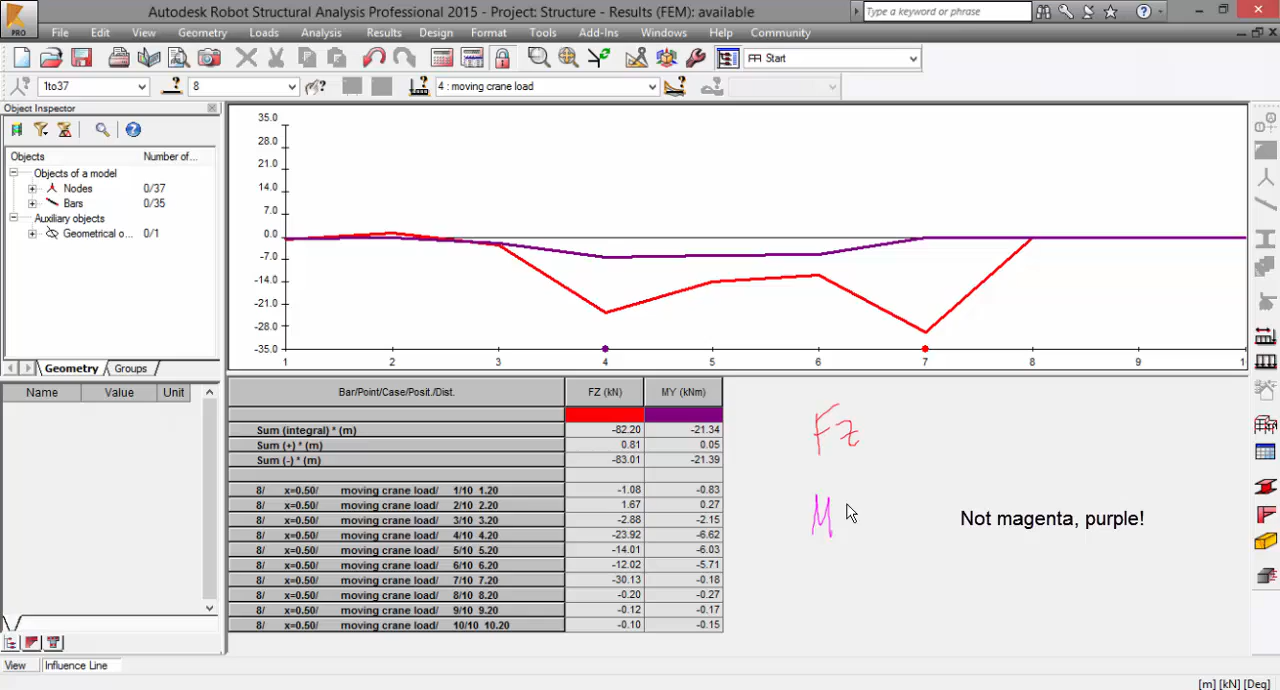 PRO
Autodesk Robot Structural Analysis Professional 2015 - Project: Structure - Results (FEM): available
Type a keyword or phrase
File Edit View Geometry Loads Analysis Results Design Format Tools Add-Ins Windows Help Community
Start
1to37 8 4 : moving crane load
Object Inspector
Objects Number of...
Objects of a model
Nodes 0/37
Bars 0/35
Auxiliary objects
Geometrical o... 0/1
Geometry Groups
Name Value Unit
35.0
28.0
21.0
14.0
7.0
0.0
-7.0
-14.0
-21.0
-28.0
-35.0
1 2 3 4 5 6 7 8 9 1
Bar/Point/Case/Posit./Dist. FZ (kN) MY (kNm)
Sum (integral) * (m) -82.20 -21.34
Sum (+) * (m) 0.81 0.05
Sum (-) * (m) -83.01 -21.39
8/ x=0.50/ moving crane load/ 1/10 1.20 -1.08 -0.83
8/ x=0.50/ moving crane load/ 2/10 2.20 1.67 0.27
8/ x=0.50/ moving crane load/ 3/10 3.20 -2.88 -2.15
8/ x=0.50/ moving crane load/ 4/10 4.20 -23.92 -6.62
8/ x=0.50/ moving crane load/ 5/10 5.20 -14.01 -6.03
8/ x=0.50/ moving crane load/ 6/10 6.20 -12.02 -5.71
8/ x=0.50/ moving crane load/ 7/10 7.20 -30.13 -0.18
8/ x=0.50/ moving crane load/ 8/10 8.20 -0.20 -0.27
8/ x=0.50/ moving crane load/ 9/10 9.20 -0.12 -0.17
8/ x=0.50/ moving crane load/ 10/10 10.20 -0.10 -0.15
Fz
M
Not magenta, purple!
View Influence Line
[m] [kN] [Deg]